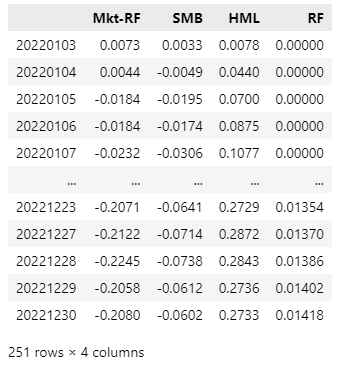 Mkt-RF SMB HML RF
20220103 0.0073 0.0033 0.0078 0.00000
20220104 0.0044 -0.0049 0.0440 0.00000
20220105 -0.0184 -0.0195 0.0700 0.00000
20220106 -0.0184 -0.0174 0.0875 0.00000
20220107 -0.0232 -0.0306 0.1077 0.00000
... ... ... ... ...
20221223 -0.2071 -0.0641 0.2729 0.01354
20221227 -0.2122 -0.0714 0.2872 0.01370
20221228 -0.2245 -0.0738 0.2843 0.01386
20221229 -0.2058 -0.0612 0.2736 0.01402
20221230 -0.2080 -0.0602 0.2733 0.01418
251 rows × 4 columns